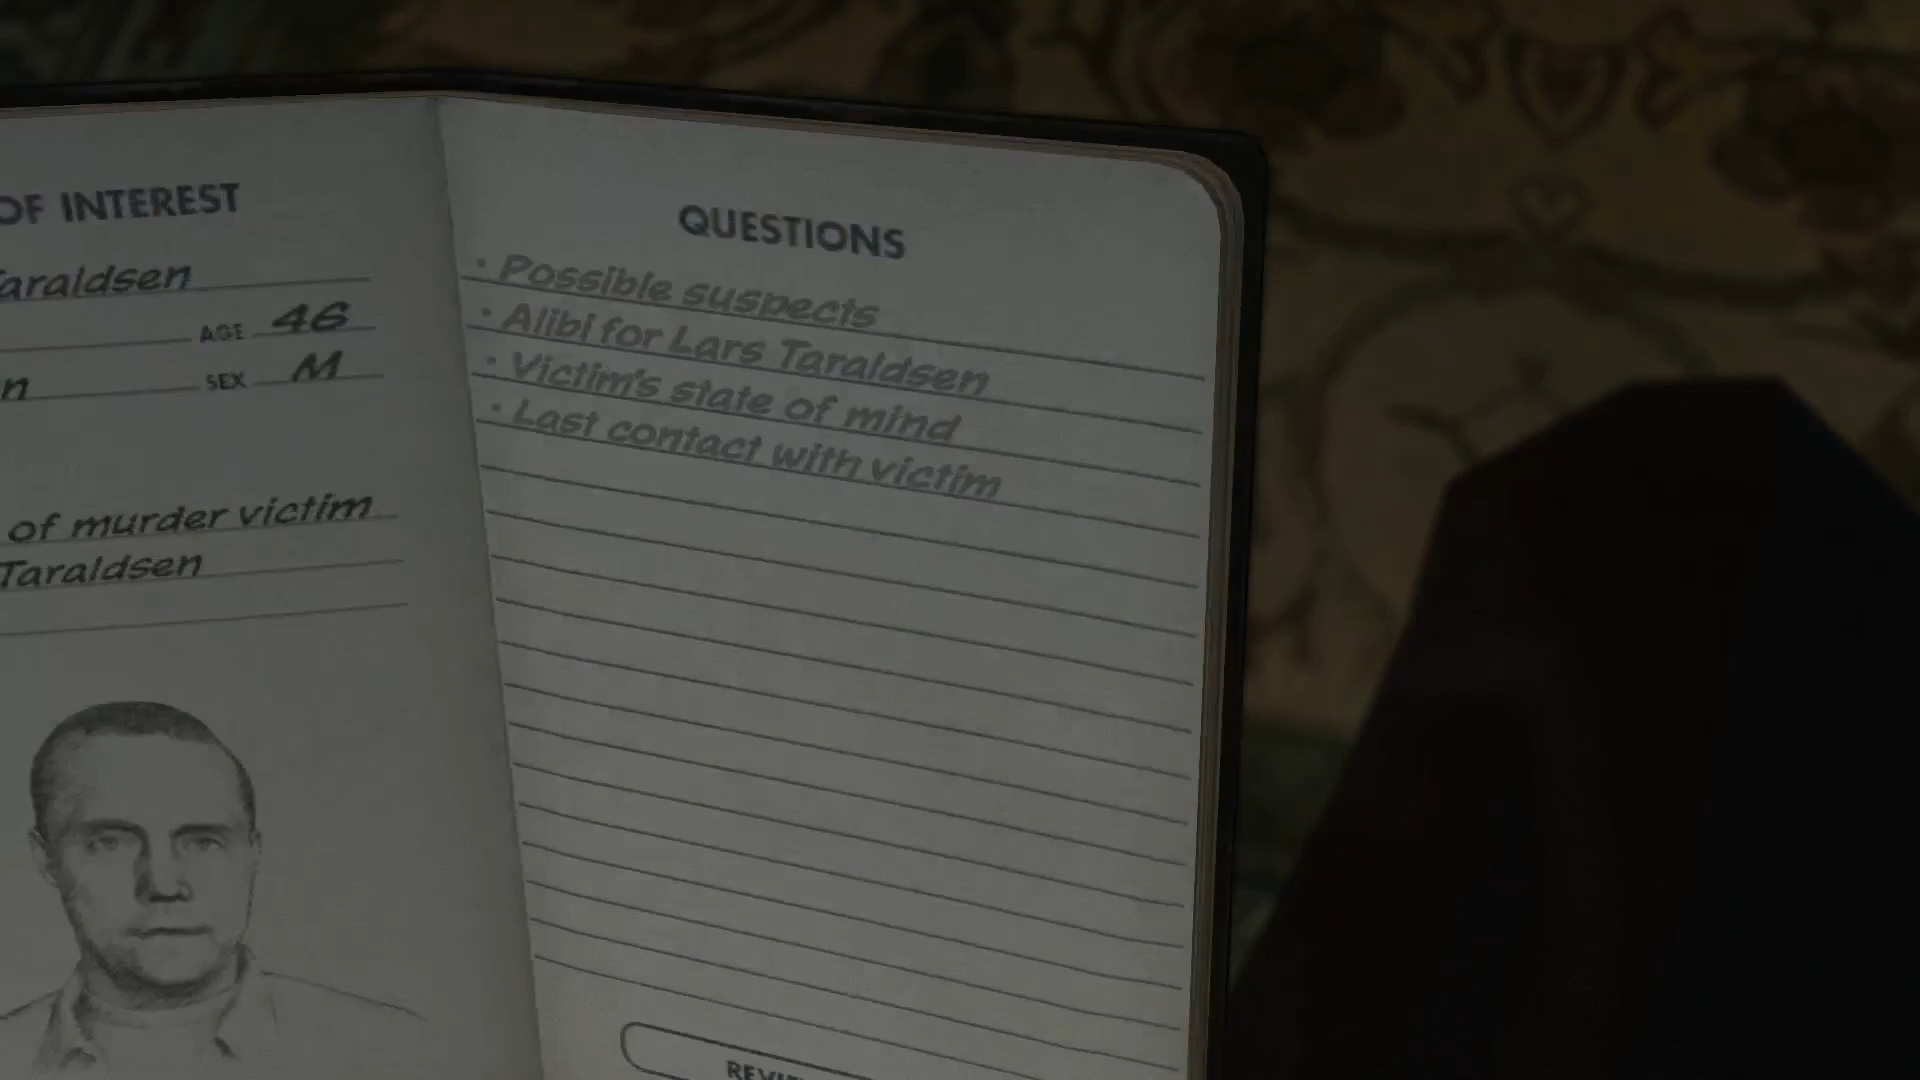 OF INTEREST
araldsen
AGE 46
n SEX M
of murder victim
Taraldsen
QUESTIONS
· Possible suspects
· Alibi for Lars Taraldsen
· Victim's state of mind
· Last contact with victim